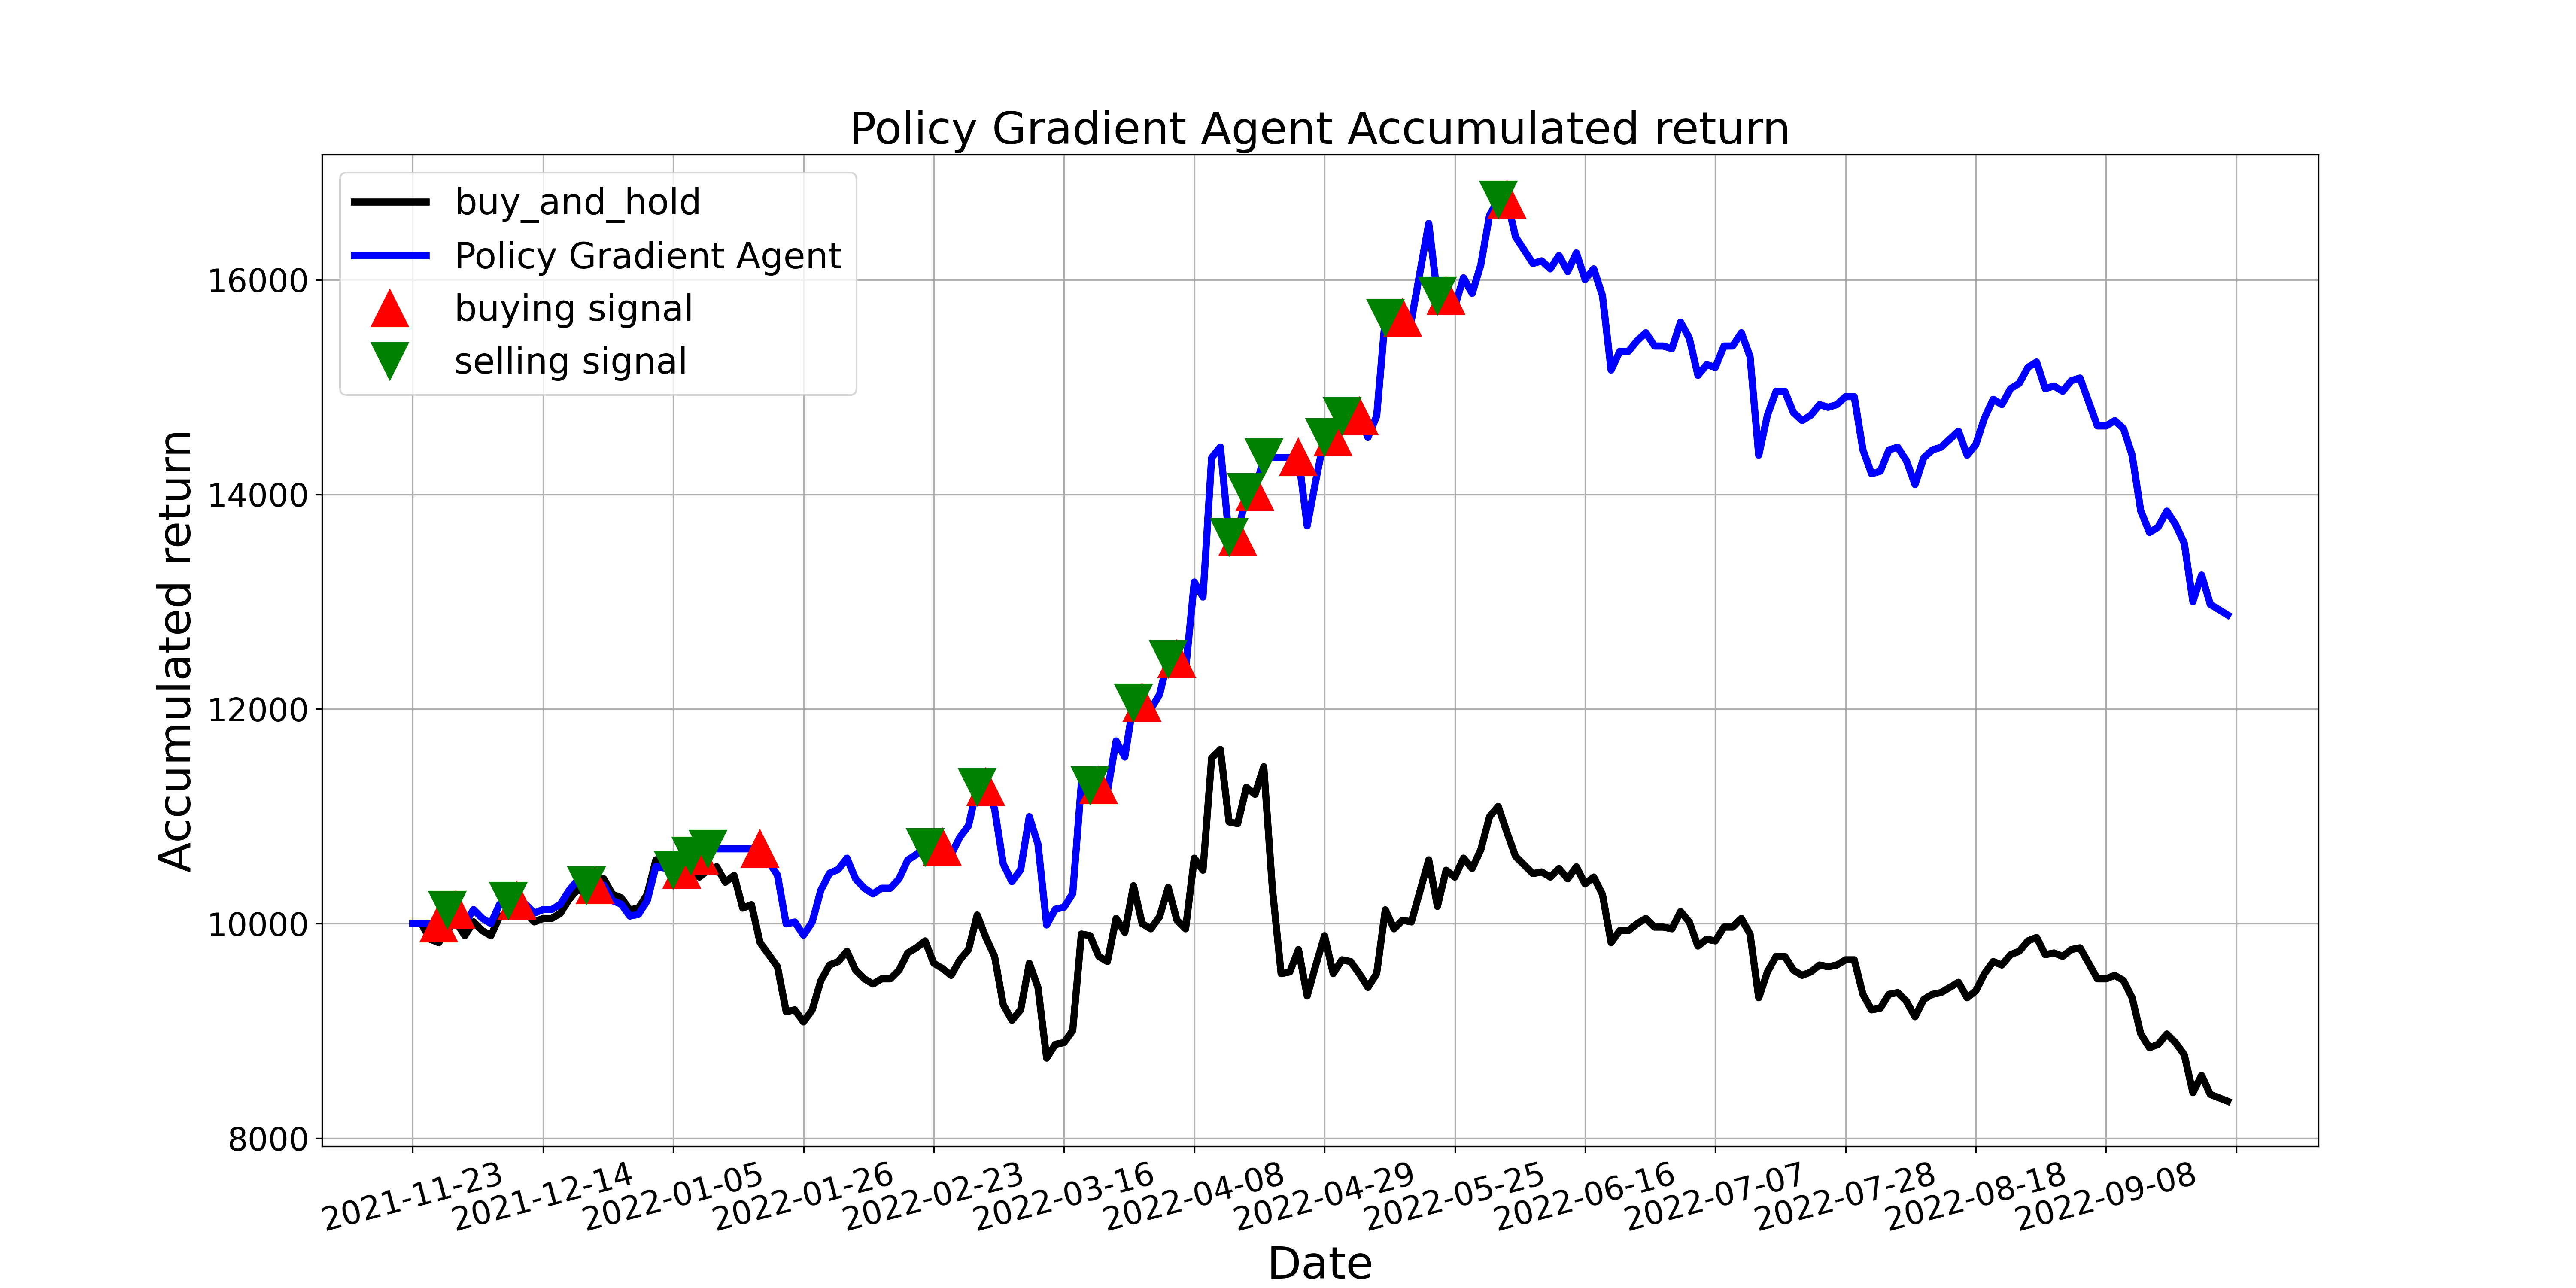 Policy Gradient Agent Accumulated return
buy_and_hold
Policy Gradient Agent
buying signal
selling signal
Accumulated return
16000
14000
12000
10000
8000
2021-11-23
2021-12-14
2022-01-05
2022-01-26
2022-02-23
2022-03-16
2022-04-08
2022-04-29
2022-05-25
2022-06-16
2022-07-07
2022-07-28
2022-08-18
2022-09-08
Date